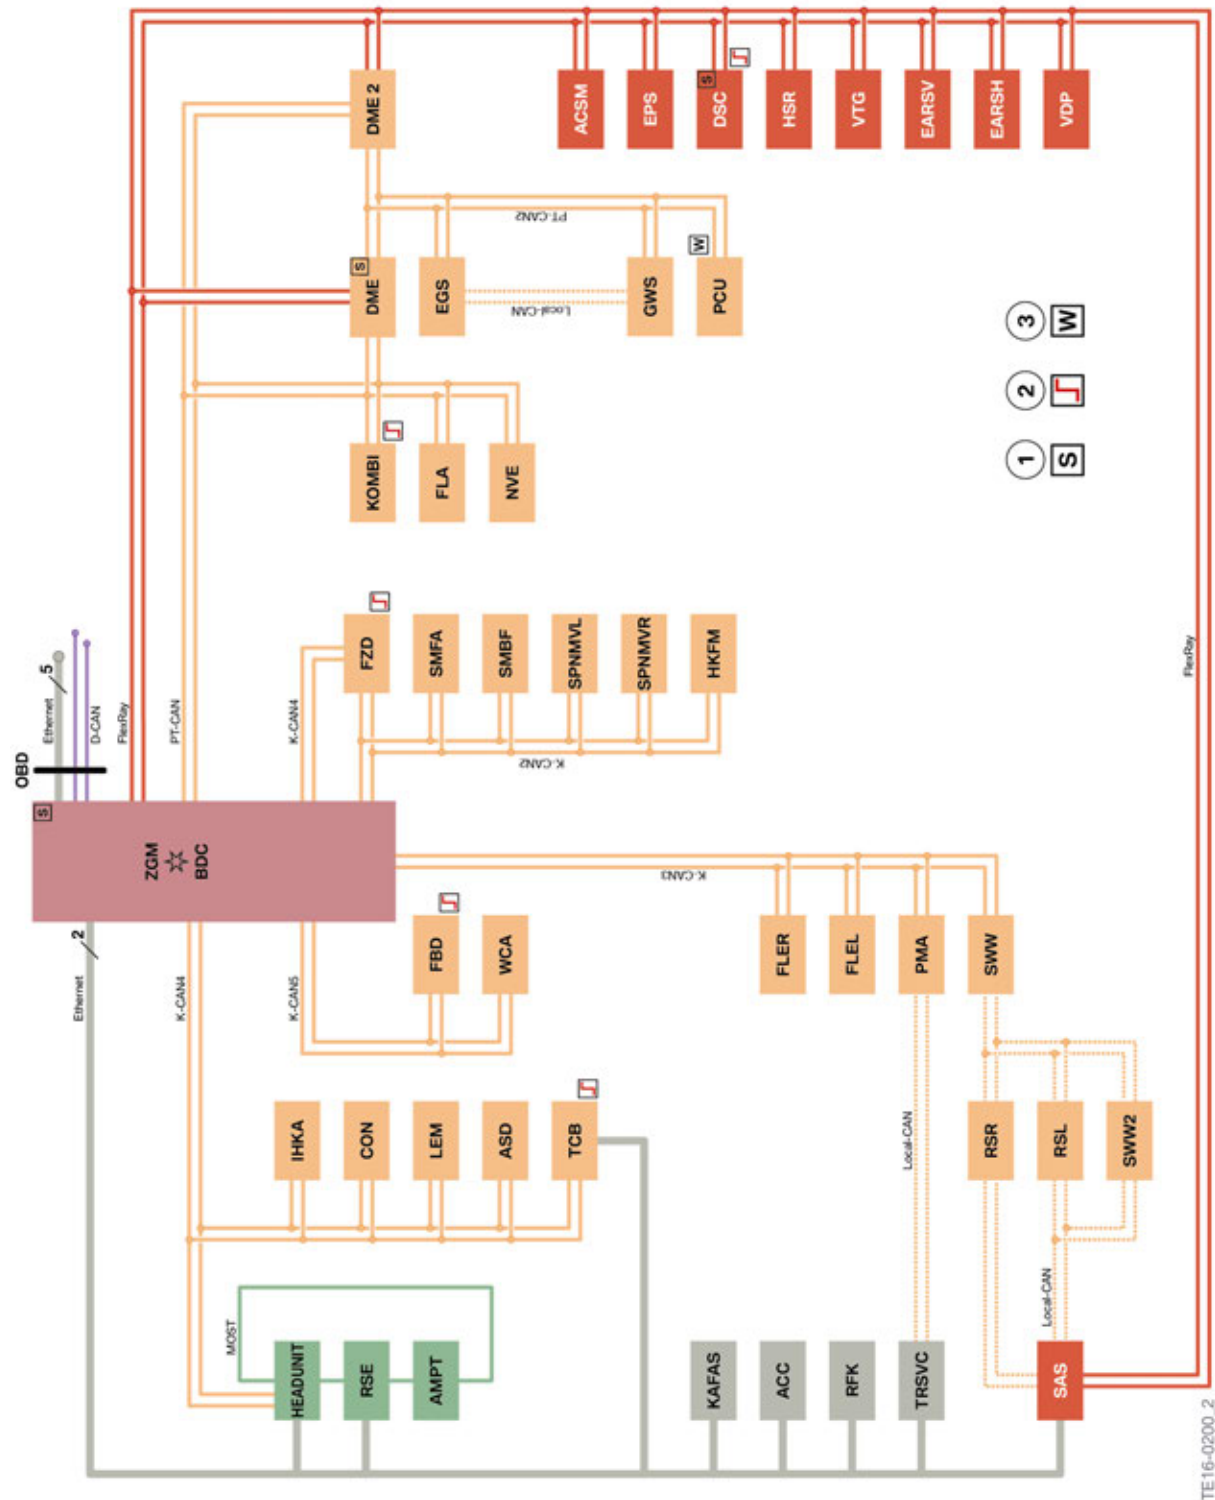 OBD
Ethernet
5
D-CAN
FlexRay
PT-CAN
K-CAN4
K-CAN2
S
ZGM
BDC
2
Ethernet
K-CAN4
K-CAN5
K-CAN3
DME 2
ACSM
EPS
S
DSC
HSR
VTG
EARSV
EARSH
VDP
PT-CAN2
S
DME
EGS
Local-CAN
GWS
W
PCU
KOMBI
FLA
NVE
FZD
SMFA
SMBF
SPNMVL
SPNMVR
HKFM
FlexRay
FBD
WCA
FLER
FLEL
PMA
SWW
IHKA
CON
LEM
ASD
TCB
Local-CAN
RSR
RSL
SWW2
Local-CAN
MOST
HEADUNIT
RSE
AMPT
KAFAS
ACC
RFK
TRSVC
SAS
1
S
2
3
W
TE16-0200_2